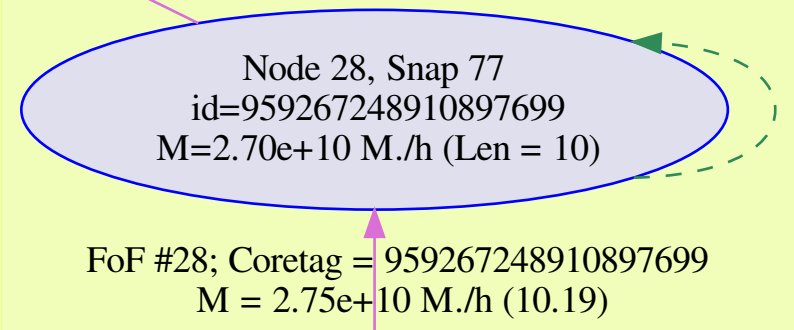 Node 28, Snap 77
id=959267248910897699
M=2.70e+10 M./h (Len = 10)
FoF #28; Coretag = 959267248910897699
M = 2.75e+10 M./h (10.19)